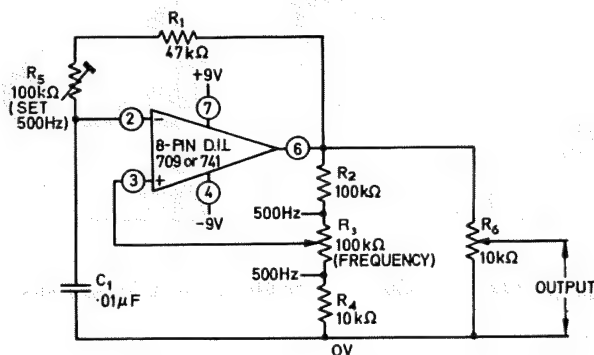 R1
47kΩ
R5
100kΩ
(SET
500Hz)
+9V
7
2
−
8-PIN D.I.L
709 or 741
6
3
+
4
−9V
R2
100kΩ
500Hz
R3
100kΩ
(FREQUENCY)
500Hz
R4
10kΩ
R6
10kΩ
OUTPUT
C1
·01µF
0V